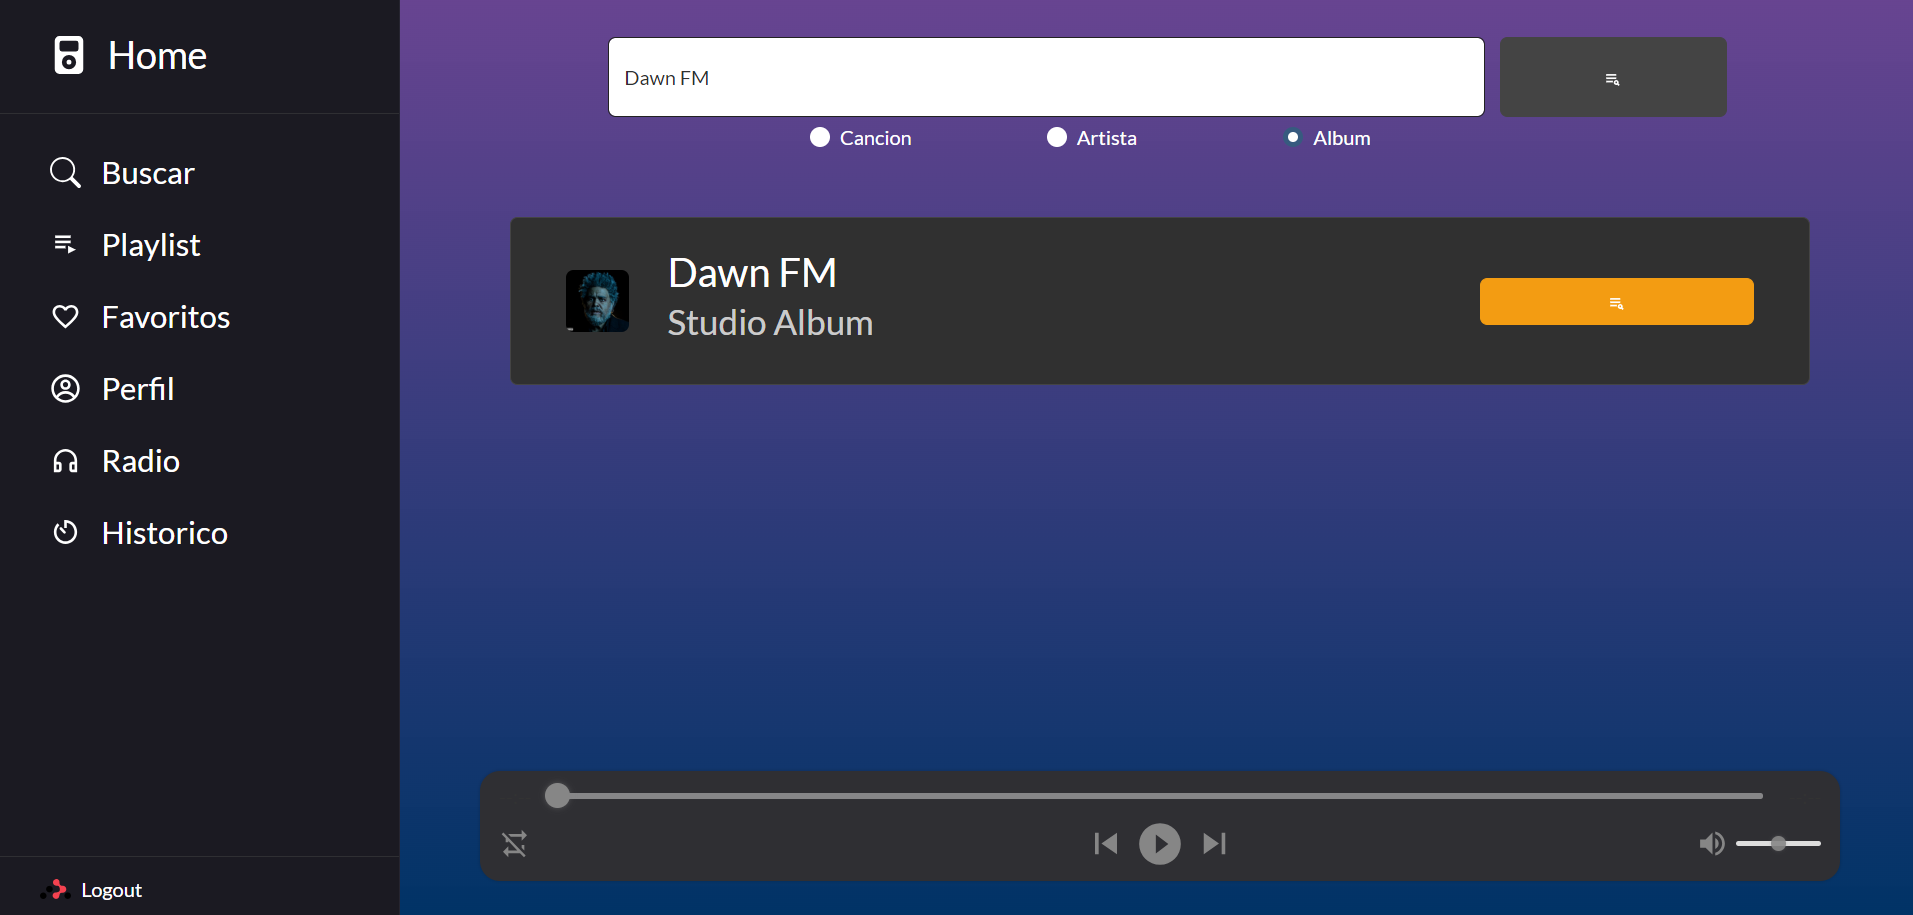 Home
Buscar
Playlist
Favoritos
Perfil
Radio
Historico
Logout
Dawn FM
Cancion
Artista
Album
Dawn FM
Studio Album